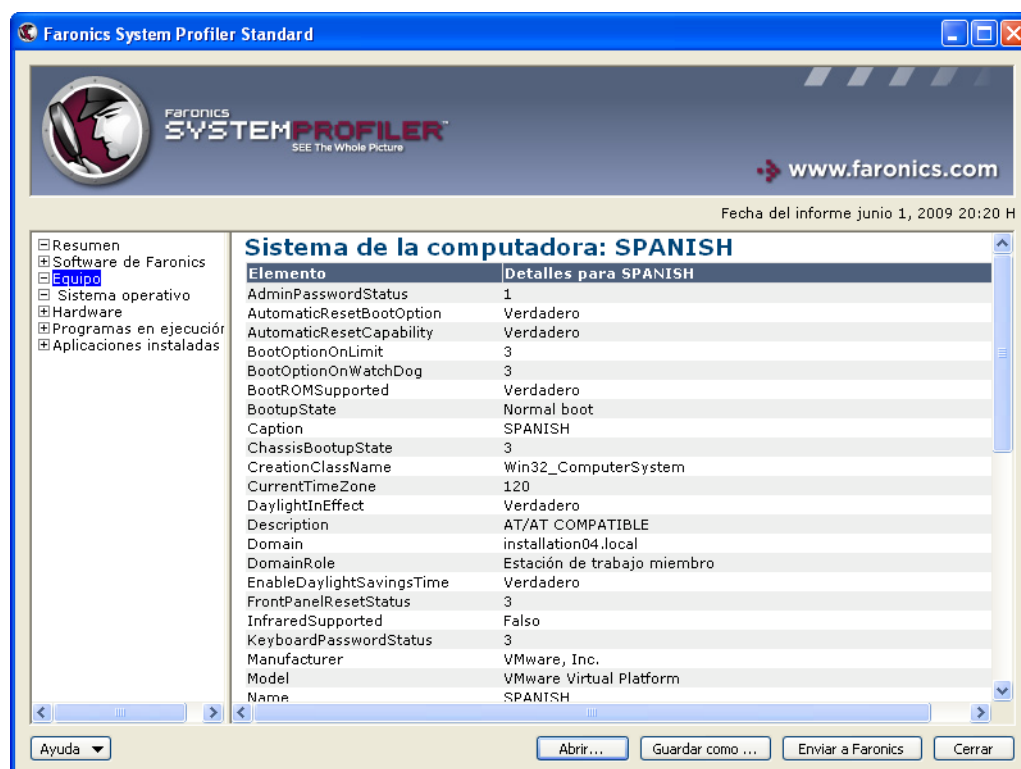 Faronics System Profiler Standard
Faronics
SYSTEMPROFILER™
SEE The Whole Picture
www.faronics.com
Fecha del informe junio 1, 2009 20:20 H
Resumen
Software de Faronics
Equipo
Sistema operativo
Hardware
Programas en ejecución
Aplicaciones instaladas
Sistema de la computadora: SPANISH
Elemento Detalles para SPANISH
AdminPasswordStatus 1
AutomaticResetBootOption Verdadero
AutomaticResetCapability Verdadero
BootOptionOnLimit 3
BootOptionOnWatchDog 3
BootROMSupported Verdadero
BootupState Normal boot
Caption SPANISH
ChassisBootupState 3
CreationClassName Win32_ComputerSystem
CurrentTimeZone 120
DaylightInEffect Verdadero
Description AT/AT COMPATIBLE
Domain installation04.local
DomainRole Estación de trabajo miembro
EnableDaylightSavingsTime Verdadero
FrontPanelResetStatus 3
InfraredSupported Falso
KeyboardPasswordStatus 3
Manufacturer VMware, Inc.
Model VMware Virtual Platform
Name SPANISH
Ayuda
Abrir...
Guardar como ...
Enviar a Faronics
Cerrar